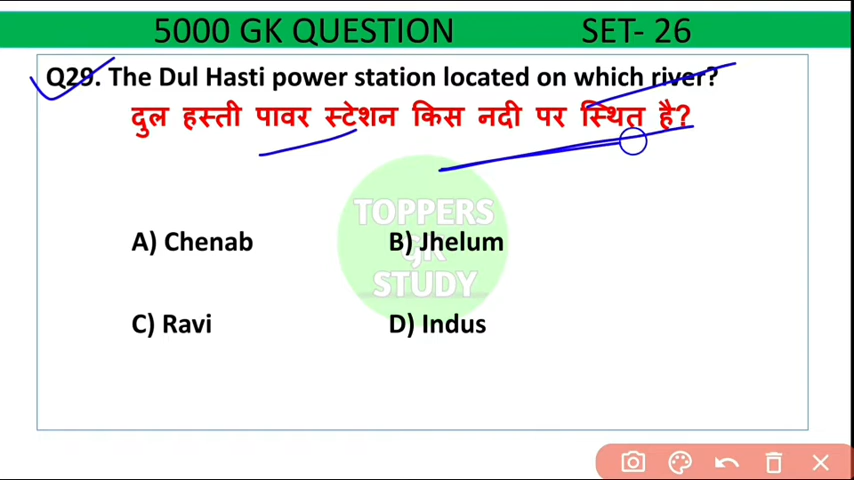 5000 GK QUESTION SET- 26
Q29. The Dul Hasti power station located on which river?
दुल हस्ती पावर स्टेशन किस नदी पर स्थित है?
TOPPERS
GK
STUDY
A) Chenab B) Jhelum
C) Ravi D) Indus